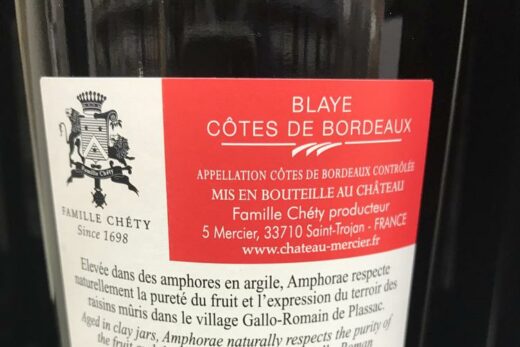 Famille Chéty
FAMILLE CHÉTY
Since 1698
BLAYE
CÔTES DE BORDEAUX
APPELLATION CÔTES DE BORDEAUX CONTRÔLÉE
MIS EN BOUTEILLE AU CHÂTEAU
Famille Chéty producteur
5 Mercier, 33710 Saint-Trojan - FRANCE
www.chateau-mercier.fr
Elevée dans des amphores en argile, Amphorae respecte
naturellement la pureté du fruit et l'expression du terroir des
raisins mûris dans le village Gallo-Romain de Plassac.
Aged in clay jars, Amphorae naturally respects the purity of
the fruit
Roman